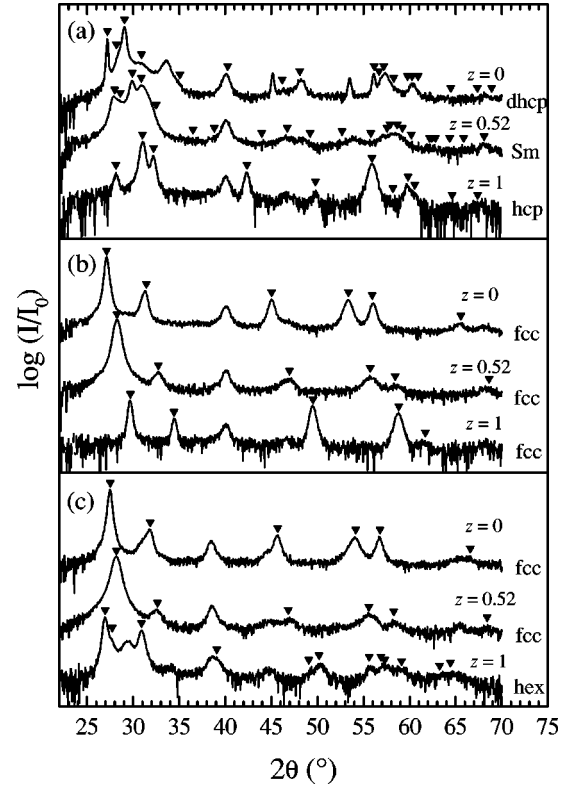 (a)
z = 0
dhcp
z = 0.52
Sm
z = 1
hcp
(b)
z = 0
fcc
z = 0.52
fcc
z = 1
fcc
(c)
z = 0
fcc
z = 0.52
fcc
z = 1
hex
log (I/I₀)
25 30 35 40 45 50 55 60 65 70 75
2θ (°)